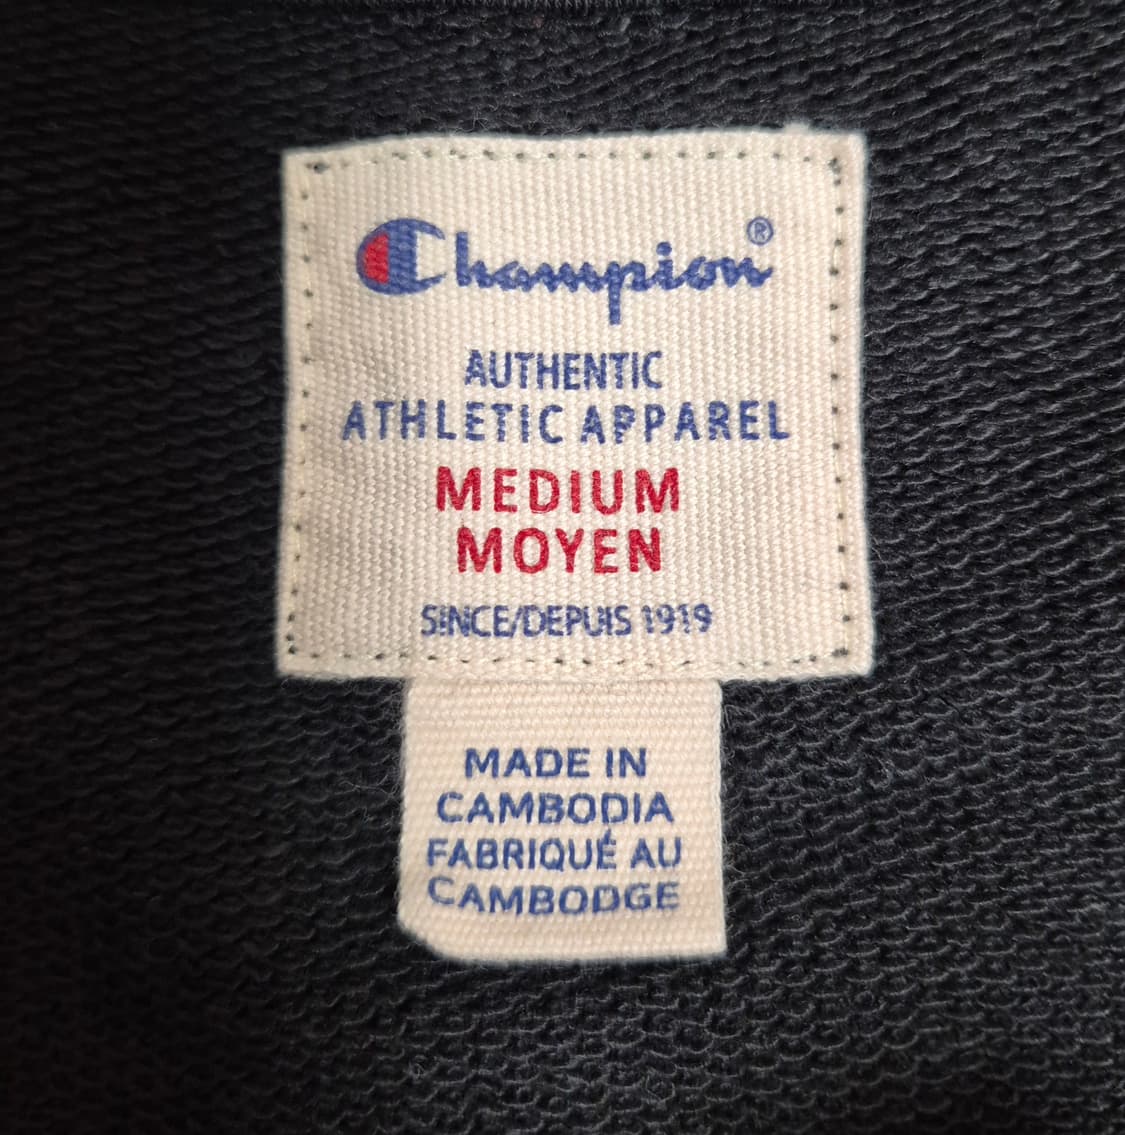 Champion®
AUTHENTIC
ATHLETIC APPAREL
MEDIUM
MOYEN
SINCE/DEPUIS 1919
MADE IN
CAMBODIA
FABRIQUÉ AU
CAMBODGE